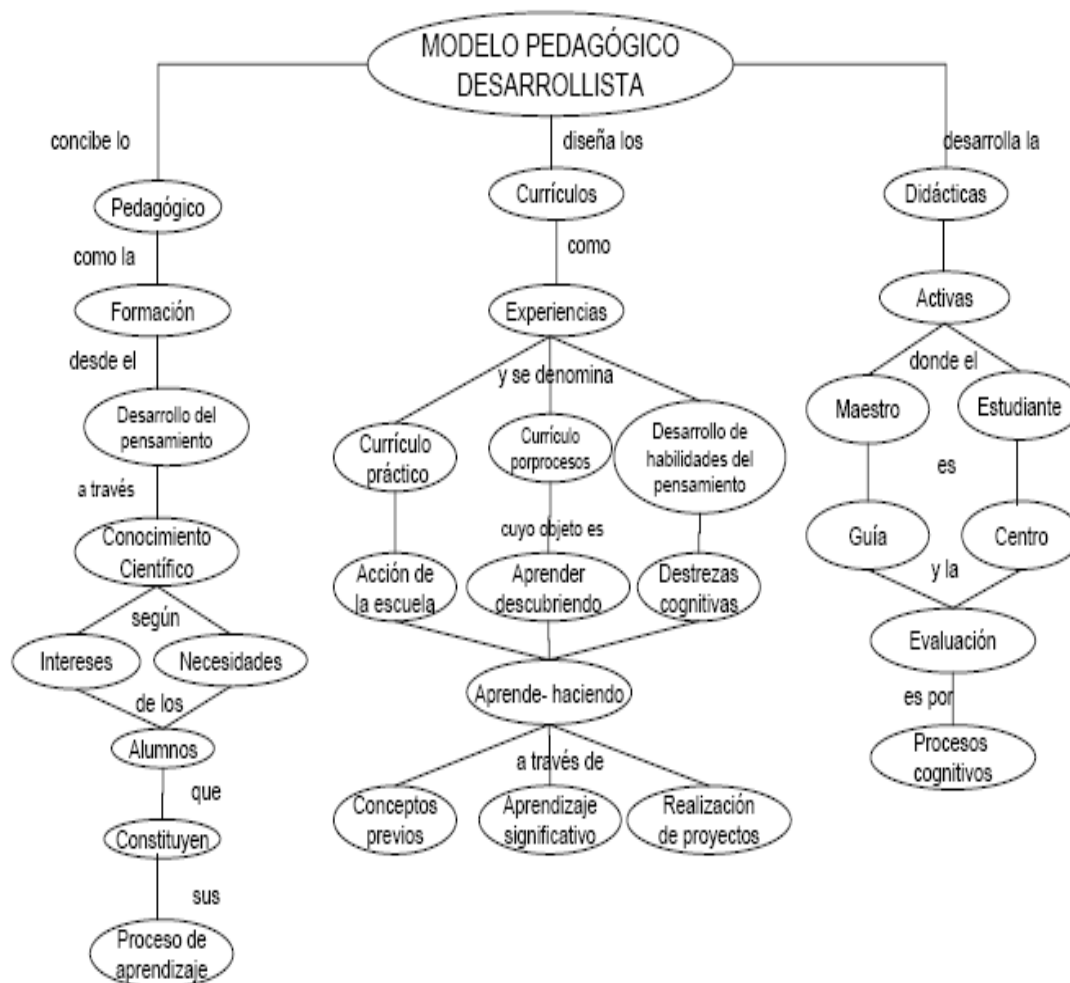 MODELO PEDAGÓGICO
DESARROLLISTA
concibe lo
diseña los
desarrolla la
Pedagógico
Currículos
Didácticas
como la
como
Formación
Experiencias
Activas
desde el
y se denomina
donde el
Desarrollo del
pensamiento
Currículo
práctico
Currículo
porprocesos
Desarrollo de
habilidades del
pensamiento
Maestro
Estudiante
es
a través
cuyo objeto es
Conocimiento
Científico
Acción de
la escuela
Aprender
descubriendo
Destrezas
cognitivas
Guía
Centro
y la
según
Intereses
Necesidades
Evaluación
de los
Aprende- haciendo
es por
Alumnos
a través de
Procesos
cognitivos
que
Conceptos
previos
Aprendizaje
significativo
Realización
de proyectos
Constituyen
sus
Proceso de
aprendizaje